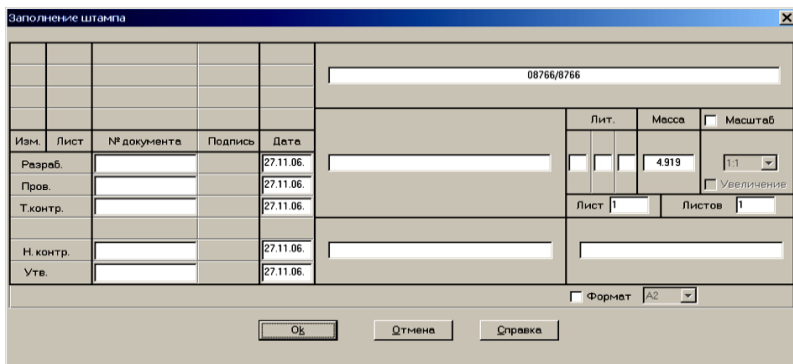 Заполнение штампа
08766/8766
Лит. Масса Масштаб
Изм. Лист № документа Подпись Дата
Разраб. 27.11.06. 4.919 1:1
Пров. 27.11.06. Увеличение
Т.контр. 27.11.06. Лист 1 Листов 1
Н. контр. 27.11.06.
Утв. 27.11.06.
Формат A2
Ok Отмена Справка